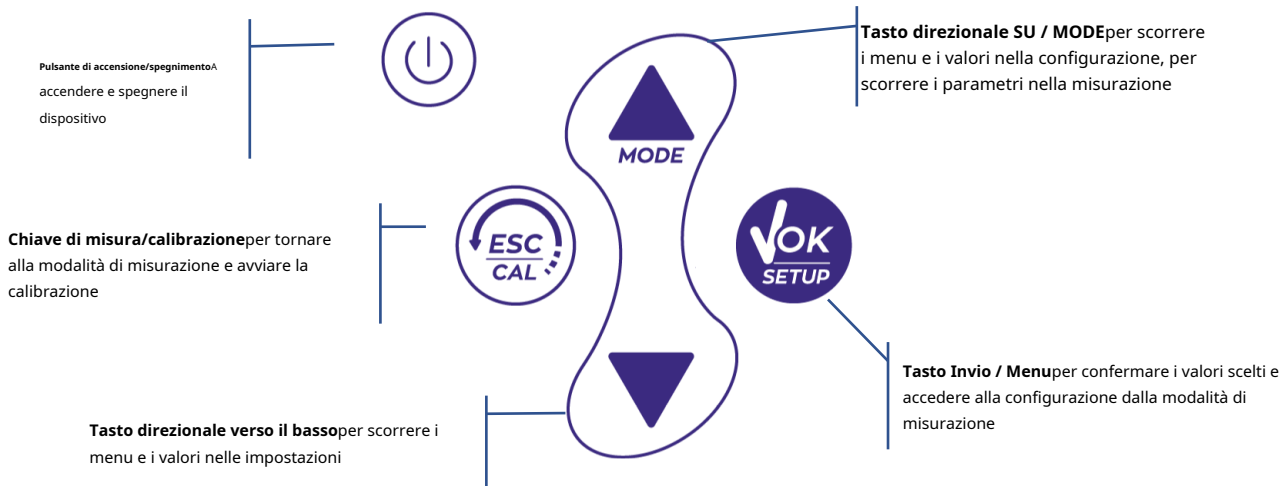 Pulsante di accensione/spegnimentoA
accendere e spegnere il
dispositivo
Tasto direzionale SU / MODEper scorrere
i menu e i valori nella configurazione, per
scorrere i parametri nella misurazione
MODE
Chiave di misura/calibrazioneper tornare
alla modalità di misurazione e avviare la
calibrazione
ESC
CAL
OK
SETUP
Tasto Invio / Menuper confermare i valori scelti e
accedere alla configurazione dalla modalità di
misurazione
Tasto direzionale verso il bassoper scorrere i
menu e i valori nelle impostazioni